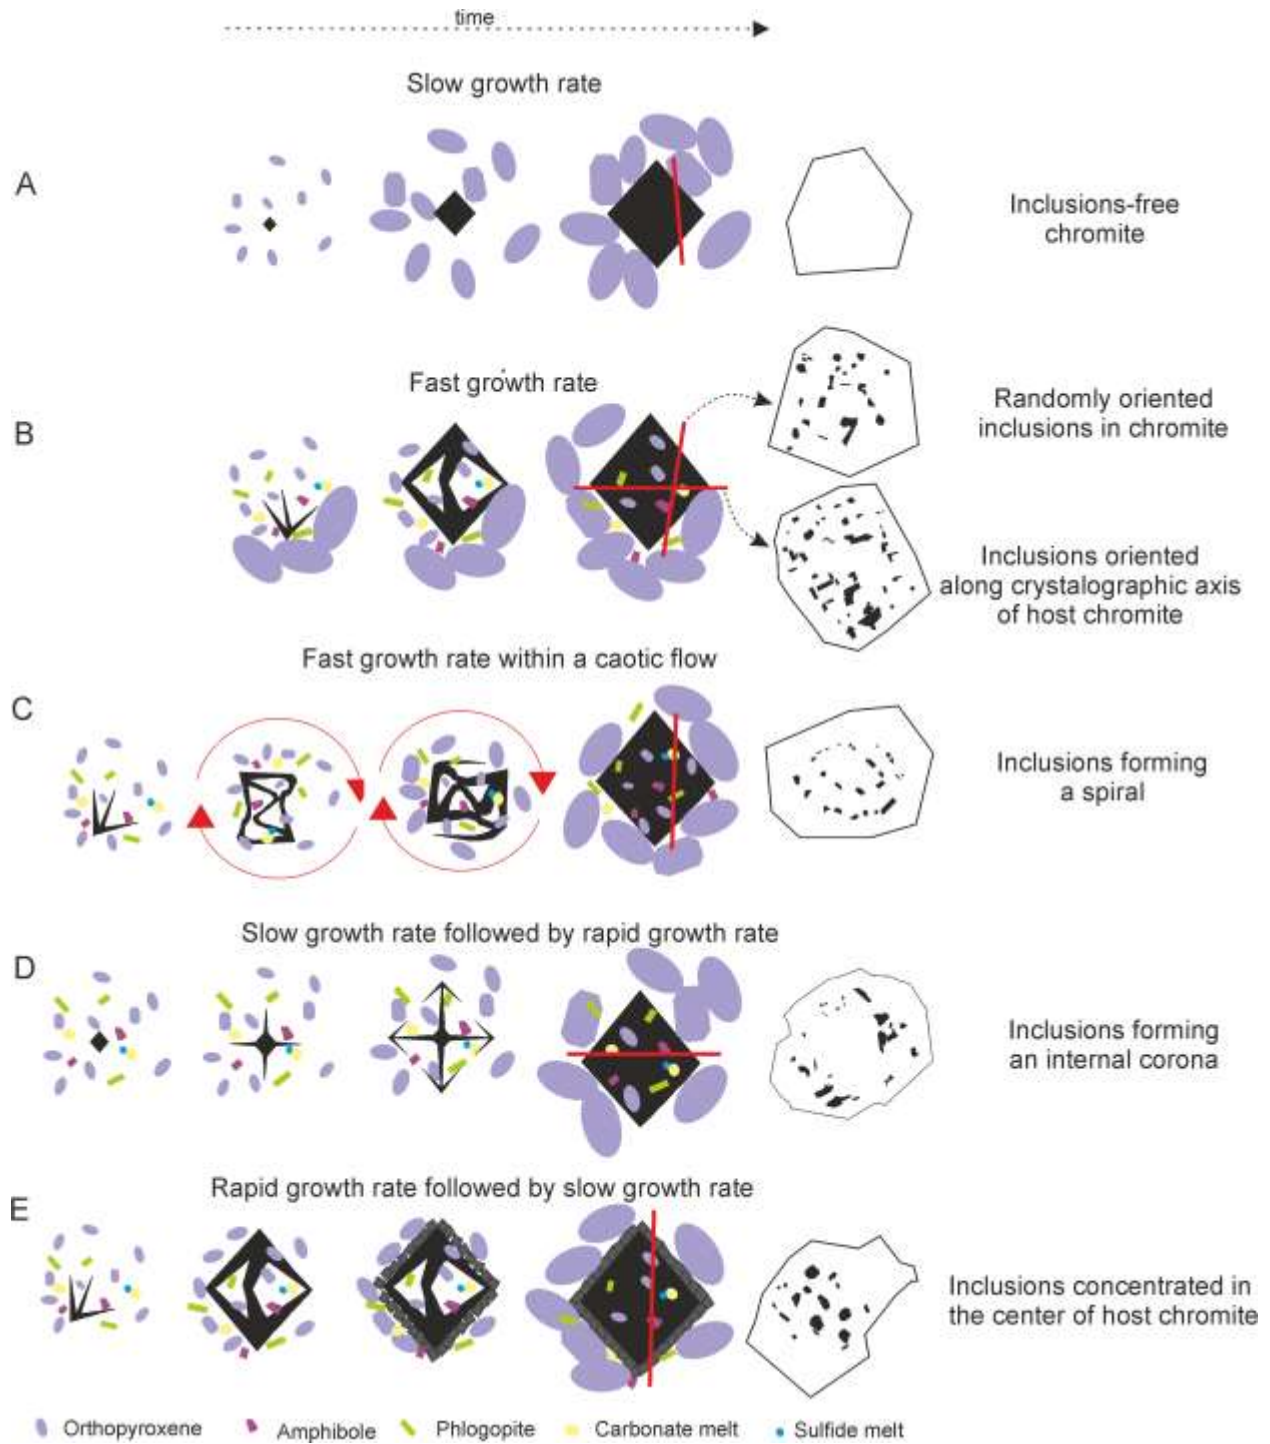 time
Slow growth rate
A
Inclusions-free
chromite
Fast growth rate
B
Randomly oriented
inclusions in chromite
Inclusions oriented
along crystalographic axis
of host chromite
Fast growth rate within a caotic flow
C
Inclusions forming
a spiral
Slow growth rate followed by rapid growth rate
D
Inclusions forming
an internal corona
Rapid growth rate followed by slow growth rate
E
Inclusions concentrated in
the center of host chromite
Orthopyroxene Amphibole Phlogopite Carbonate melt Sulfide melt